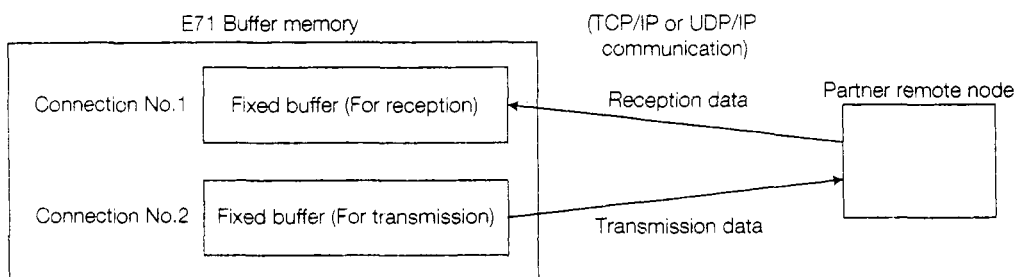 E71 Buffer memory
(TCP/IP or UDP/IP
communication)
Connection No.1
Fixed buffer (For reception)
Reception data
Partner remote node
Connection No.2
Fixed buffer (For transmission)
Transmission data